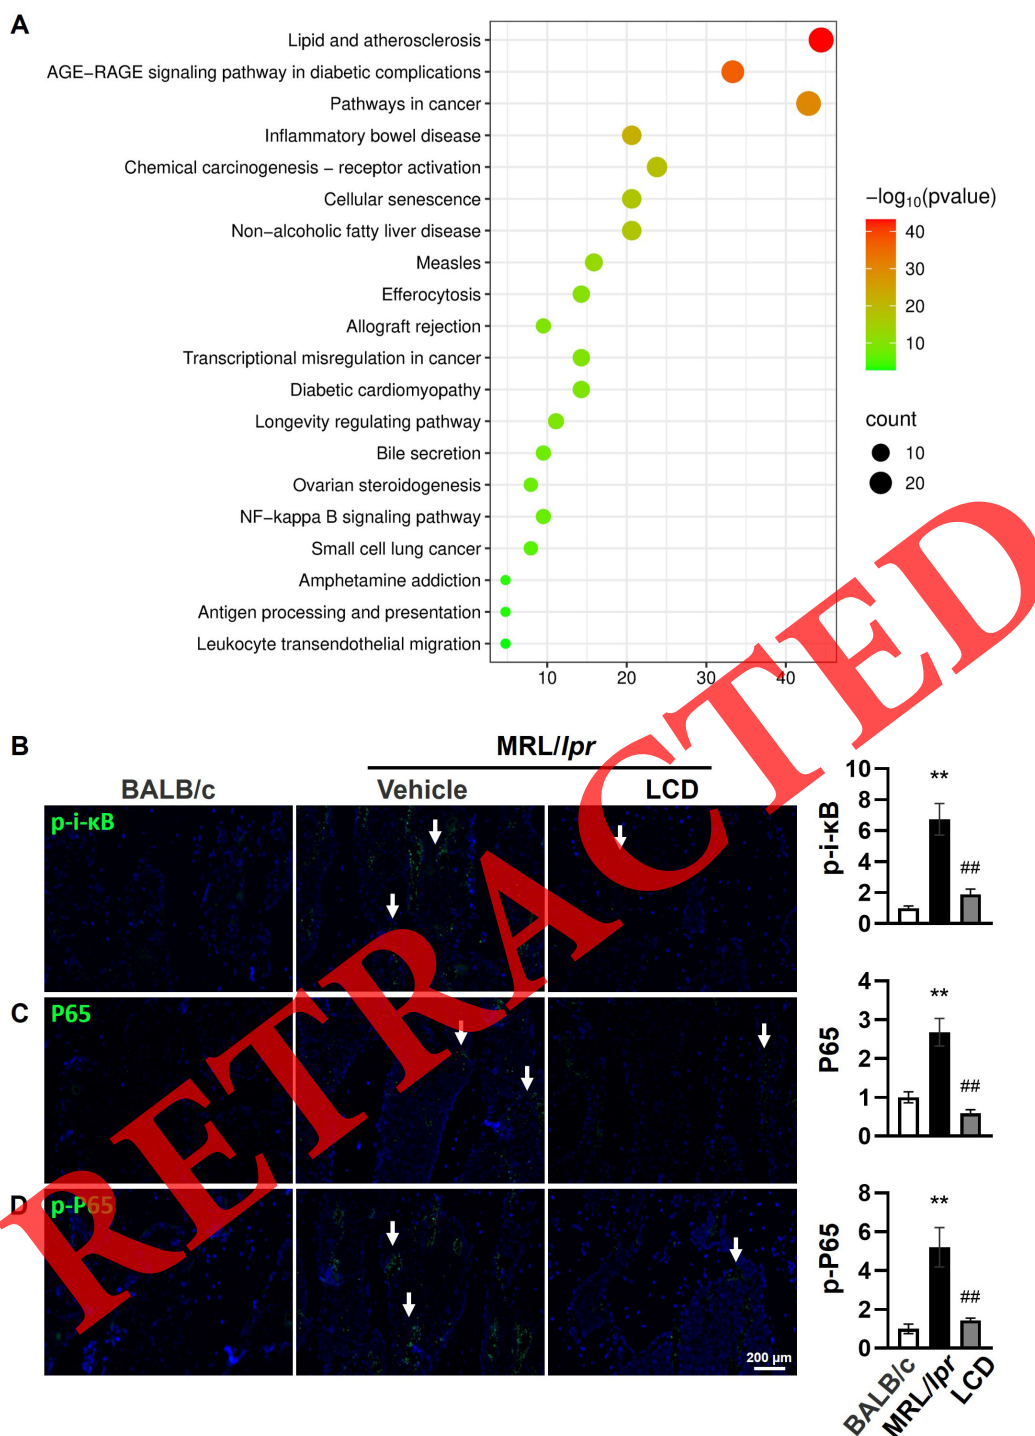 A
Lipid and atherosclerosis
AGE−RAGE signaling pathway in diabetic complications
Pathways in cancer
Inflammatory bowel disease
Chemical carcinogenesis − receptor activation
Cellular senescence
Non−alcoholic fatty liver disease
Measles
Efferocytosis
Allograft rejection
Transcriptional misregulation in cancer
Diabetic cardiomyopathy
Longevity regulating pathway
Bile secretion
Ovarian steroidogenesis
NF−kappa B signaling pathway
Small cell lung cancer
Amphetamine addiction
Antigen processing and presentation
Leukocyte transendothelial migration
10 20 30 40
−log10(pvalue)
40
30
20
10
count
10
20
RETRACTED
B
MRL/lpr
BALB/c Vehicle LCD
p-i-κB
p-i-κB
10
8
6
4
2
0
**
##
C
P65
P65
4
3
2
1
0
**
##
D
p-P65
200 μm
p-P65
8
6
4
2
0
**
##
BALB/c
MRL/lpr
LCD